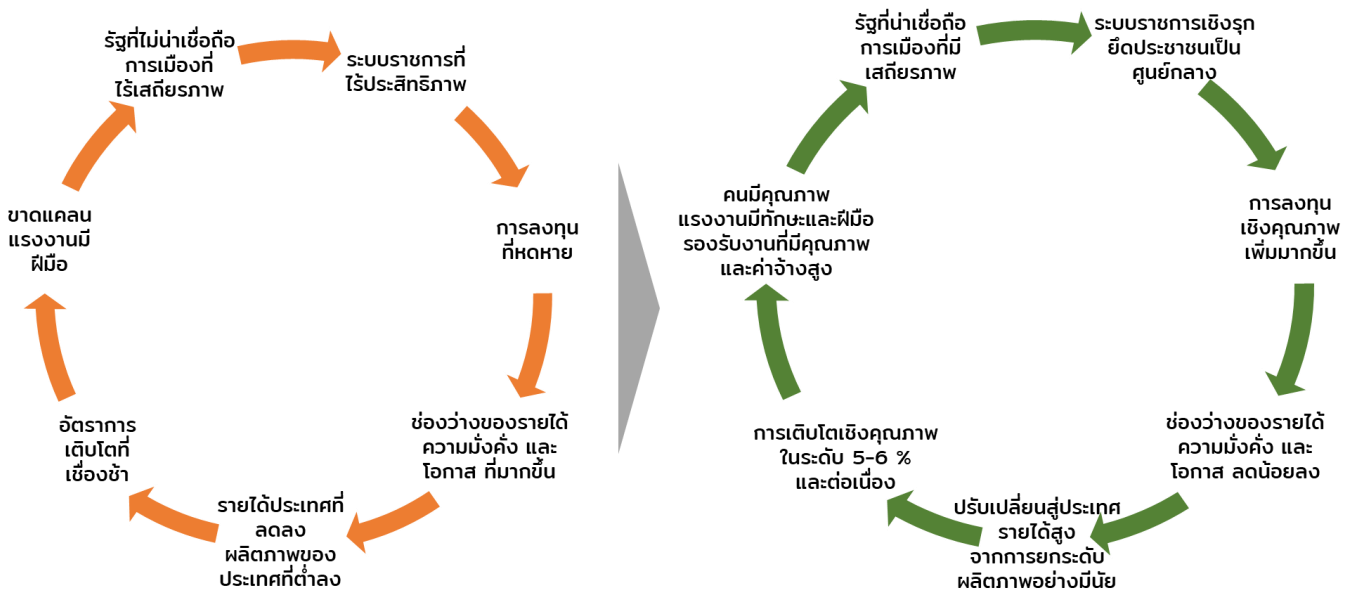 รัฐที่ไม่น่าเชื่อถือ
การเมืองที่
ไร้เสถียรภาพ
ระบบราชการที่
ไร้ประสิทธิภาพ
การลงทุน
ที่หดหาย
ช่องว่างของรายได้
ความมั่งคั่ง และ
โอกาส ที่มากขึ้น
รายได้ประเทศที่
ลดลง
ผลิตภาพของ
ประเทศที่ต่ำลง
อัตราการ
เติบโตที่
เชื่องช้า
ขาดแคลน
แรงงานมี
ฝีมือ
รัฐที่น่าเชื่อถือ
การเมืองที่มี
เสถียรภาพ
ระบบราชการเชิงรุก
ยึดประชาชนเป็น
ศูนย์กลาง
การลงทุน
เชิงคุณภาพ
เพิ่มมากขึ้น
ช่องว่างของรายได้
ความมั่งคั่ง และ
โอกาส ลดน้อยลง
ปรับเปลี่ยนสู่ประเทศ
รายได้สูง
จากการยกระดับ
ผลิตภาพอย่างมีนัย
การเติบโตเชิงคุณภาพ
ในระดับ 5-6 %
และต่อเนื่อง
คนมีคุณภาพ
แรงงานมีทักษะและฝีมือ
รองรับงานที่มีคุณภาพ
และค่าจ้างสูง